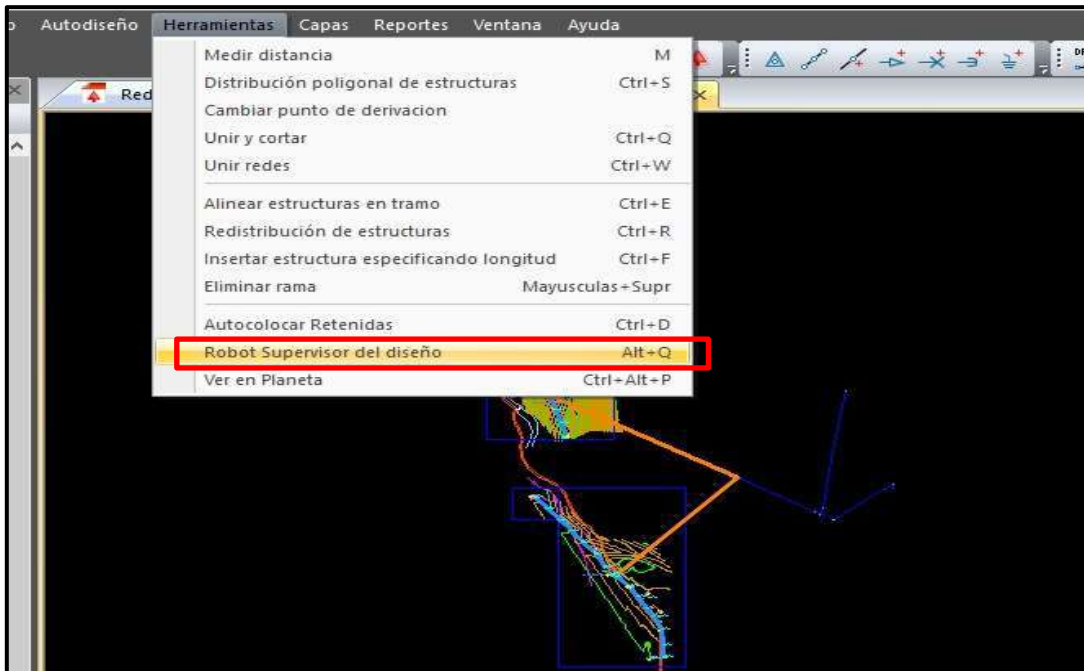 Autodiseño Herramientas Capas Reportes Ventana Ayuda
Medir distancia M
Red
Distribución poligonal de estructuras Ctrl+S
Cambiar punto de derivacion
Unir y cortar Ctrl+Q
Unir redes Ctrl+W
Alinear estructuras en tramo Ctrl+E
Redistribución de estructuras Ctrl+R
Insertar estructura especificando longitud Ctrl+F
Eliminar rama Mayusculas+Supr
Autocolocar Retenidas Ctrl+D
Robot Supervisor del diseño Alt+Q
Ver en Planeta Ctrl+Alt+P